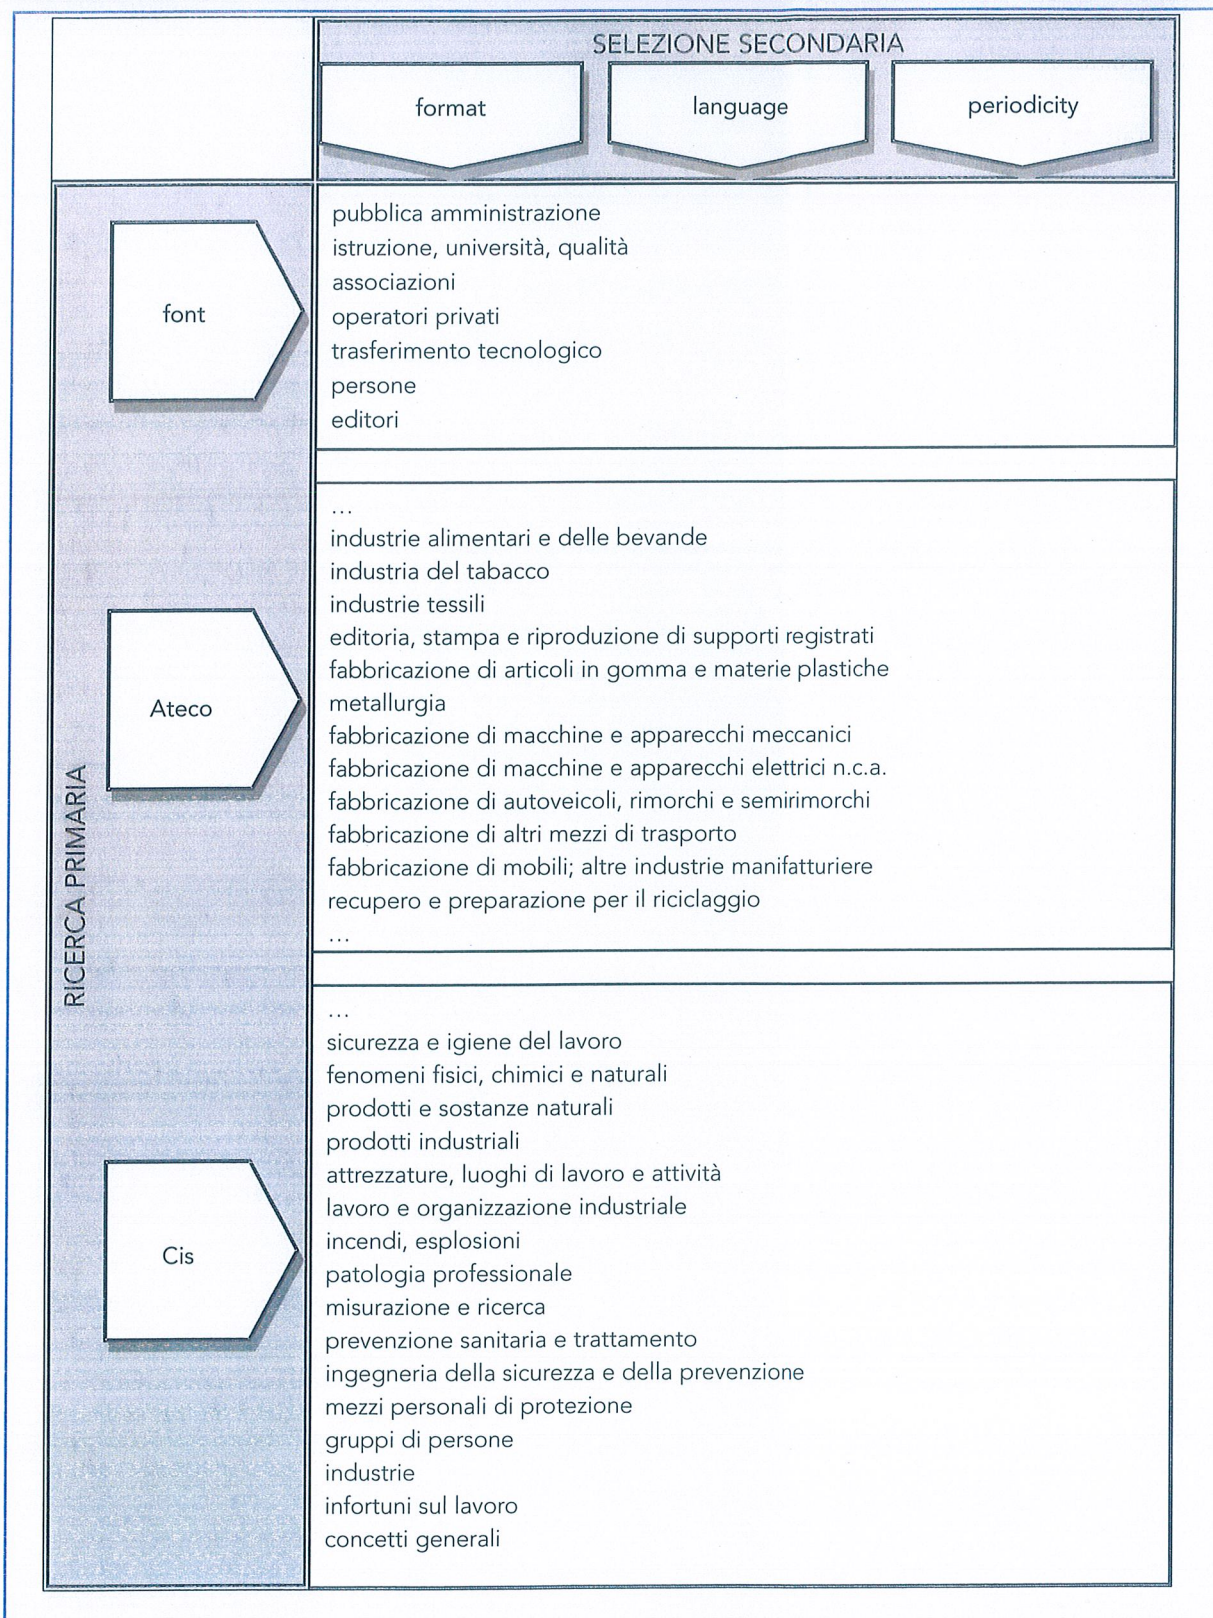 SELEZIONE SECONDARIA
format
language
periodicity
RICERCA PRIMARIA
font
pubblica amministrazione
istruzione, università, qualità
associazioni
operatori privati
trasferimento tecnologico
persone
editori
Ateco
...
industrie alimentari e delle bevande
industria del tabacco
industrie tessili
editoria, stampa e riproduzione di supporti registrati
fabbricazione di articoli in gomma e materie plastiche
metallurgia
fabbricazione di macchine e apparecchi meccanici
fabbricazione di macchine e apparecchi elettrici n.c.a.
fabbricazione di autoveicoli, rimorchi e semirimorchi
fabbricazione di altri mezzi di trasporto
fabbricazione di mobili; altre industrie manifatturiere
recupero e preparazione per il riciclaggio
...
Cis
...
sicurezza e igiene del lavoro
fenomeni fisici, chimici e naturali
prodotti e sostanze naturali
prodotti industriali
attrezzature, luoghi di lavoro e attività
lavoro e organizzazione industriale
incendi, esplosioni
patologia professionale
misurazione e ricerca
prevenzione sanitaria e trattamento
ingegneria della sicurezza e della prevenzione
mezzi personali di protezione
gruppi di persone
industrie
infortuni sul lavoro
concetti generali